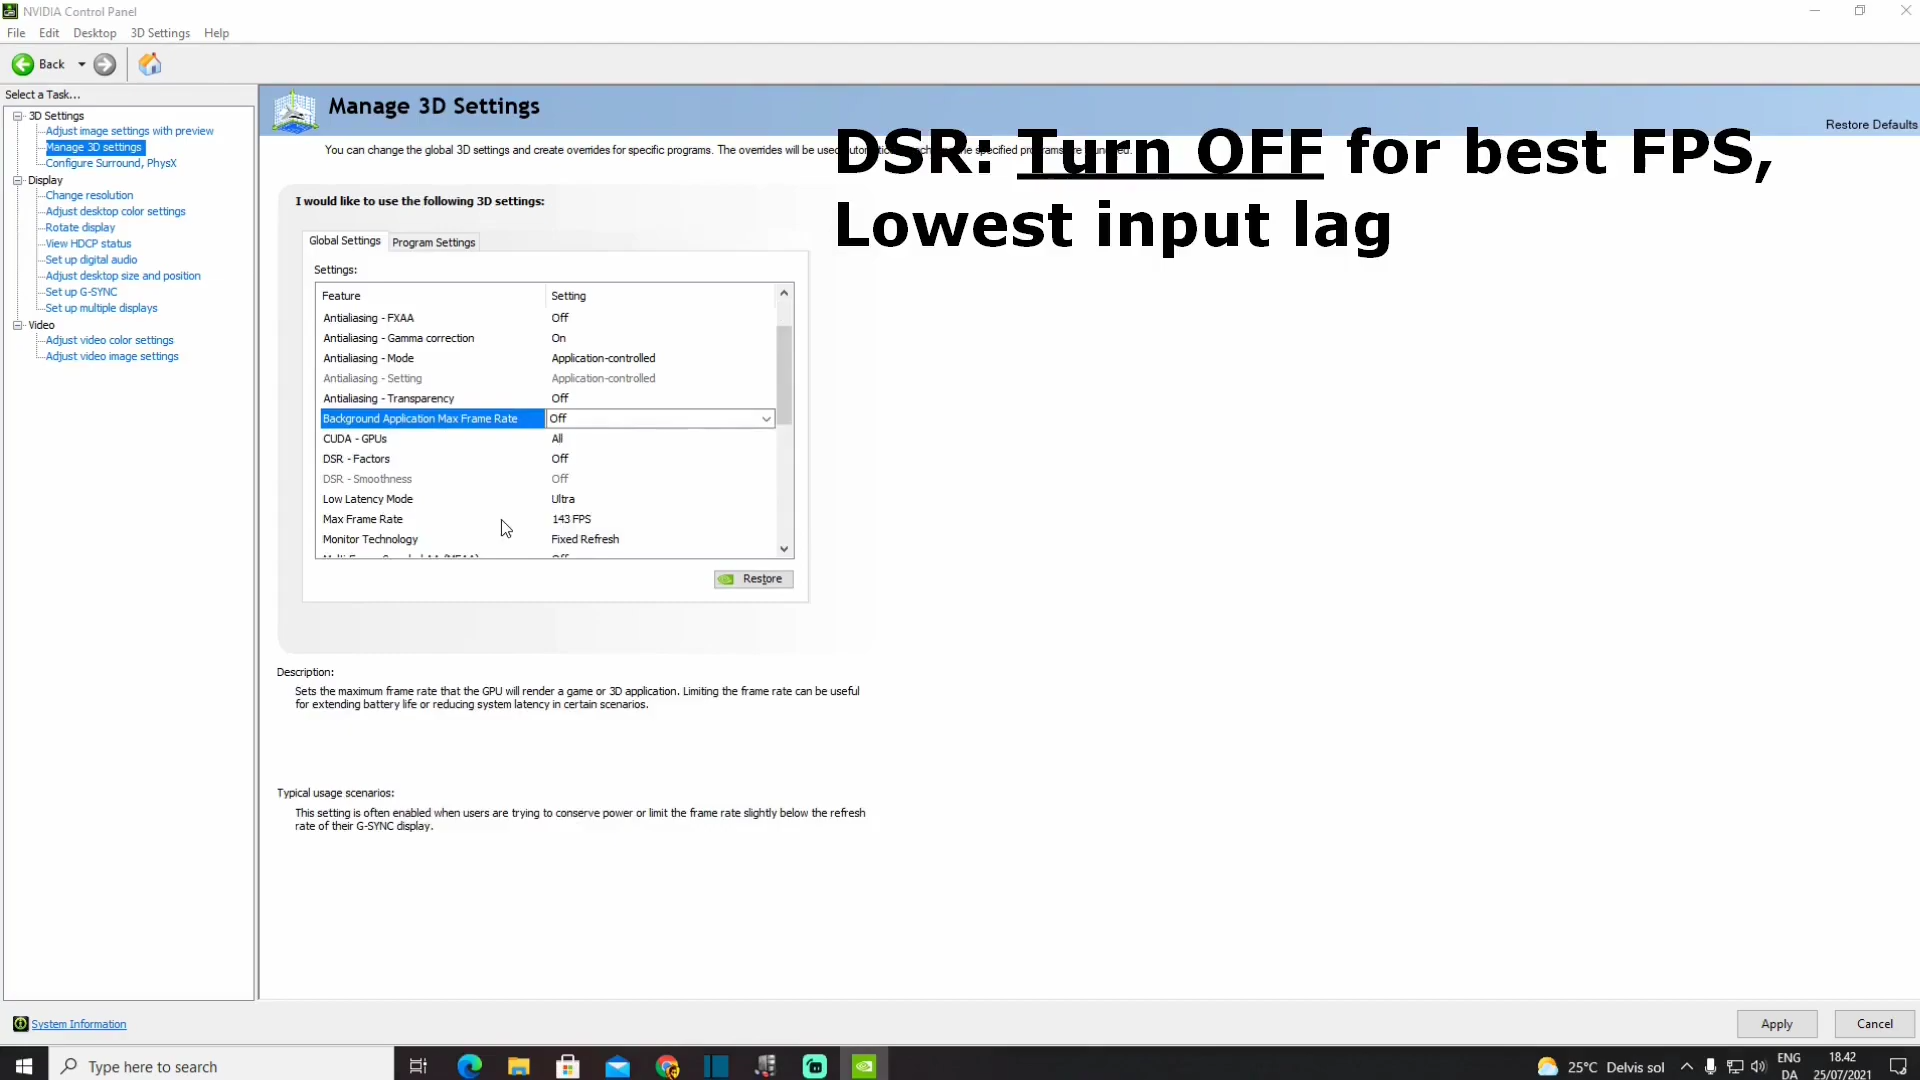 NVIDIA Control Panel
File Edit Desktop 3D Settings Help
Back
Select a Task...
3D Settings
Adjust image settings with preview
Manage 3D settings
Configure Surround, PhysX
Display
Change resolution
Adjust desktop color settings
Rotate display
View HDCP status
Set up digital audio
Adjust desktop size and position
Set up G-SYNC
Set up multiple displays
Video
Adjust video color settings
Adjust video image settings
Manage 3D Settings
Restore Defaults
You can change the global 3D settings and create overrides for specific programs. The overrides will be used
DSR: Turn OFF for best FPS,
Lowest input lag
I would like to use the following 3D settings:
Global Settings Program Settings
Settings:
Feature Setting
Antialiasing - FXAA Off
Antialiasing - Gamma correction On
Antialiasing - Mode Application-controlled
Antialiasing - Setting Application-controlled
Antialiasing - Transparency Off
Background Application Max Frame Rate Off
CUDA - GPUs All
DSR - Factors Off
DSR - Smoothness Off
Low Latency Mode Ultra
Max Frame Rate 143 FPS
Monitor Technology Fixed Refresh
Restore
Description:
Sets the maximum frame rate that the GPU will render a game or 3D application. Limiting the frame rate can be useful
for extending battery life or reducing system latency in certain scenarios.
Typical usage scenarios:
This setting is often enabled when users are trying to conserve power or limit the frame rate slightly below the refresh
rate of their G-SYNC display.
System Information
Apply Cancel
Type here to search
25°C Delvis sol
ENG
DA
18.42
25/07/2021